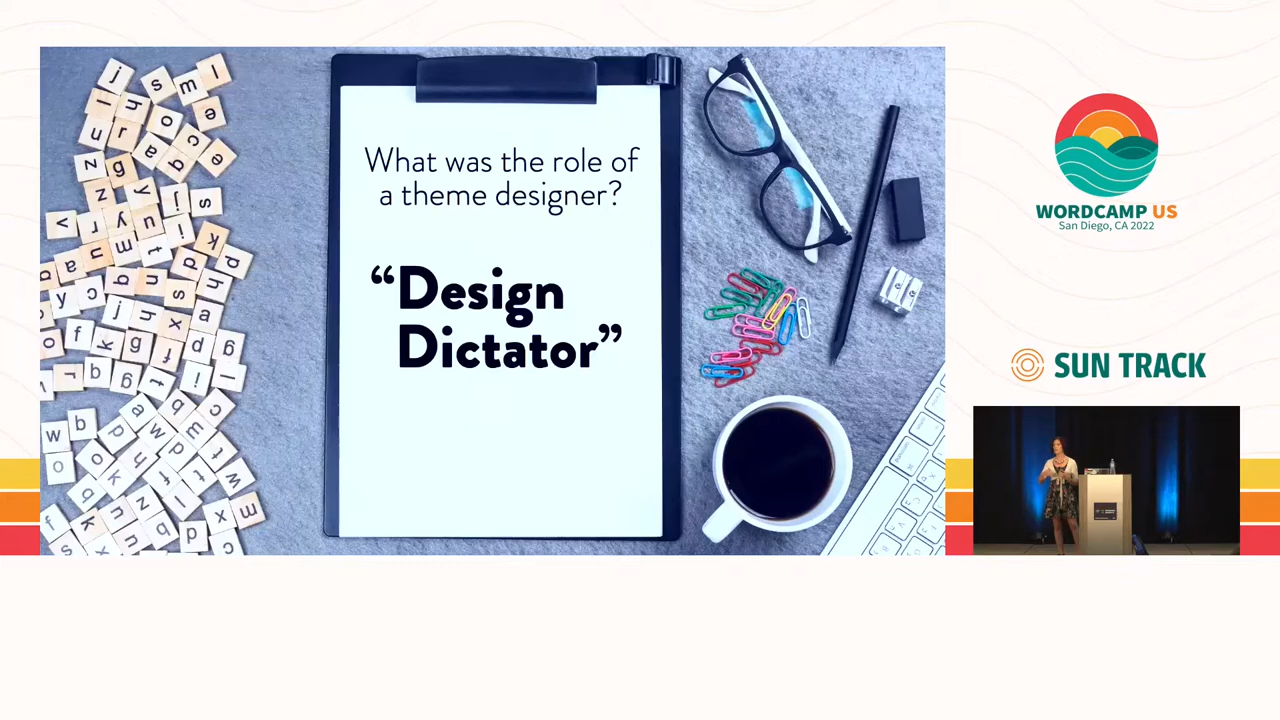 What was the role of
a theme designer?
“Design
Dictator”
WORDCAMP US
San Diego, CA 2022
SUN TRACK